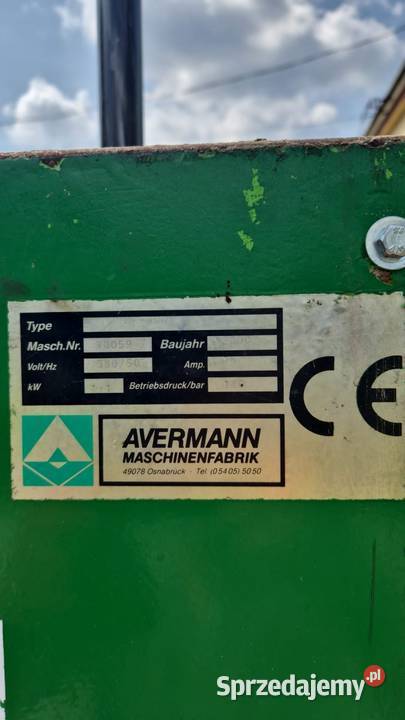 Type
Masch.Nr. Baujahr
Volt/Hz 380/50 Amp.
kW Betriebsdruck/bar
CE
AVERMANN
MASCHINENFABRIK
49078 Osnabrück · Tel. (05405) 5050
Sprzedajemy.pl